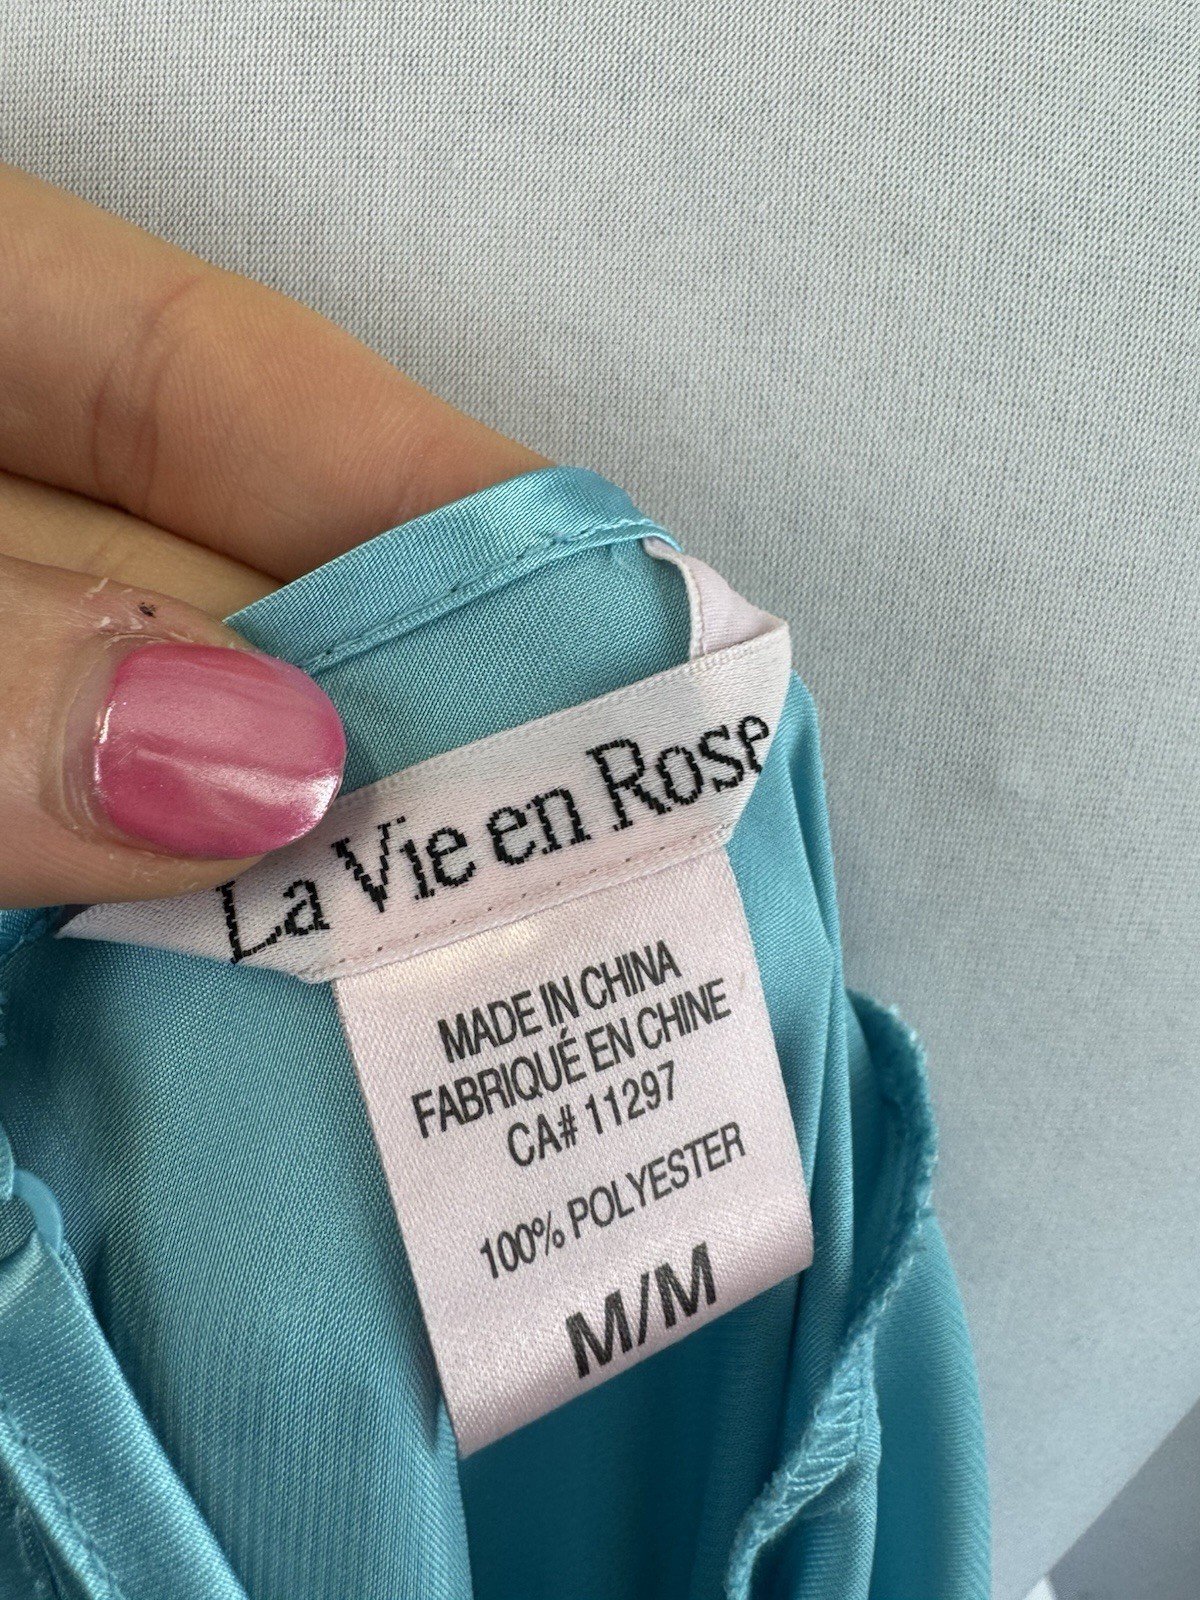 La Vie en Rose
MADE IN CHINA
FABRIQUÉ EN CHINE
CA# 11297
100% POLYESTER
M/M